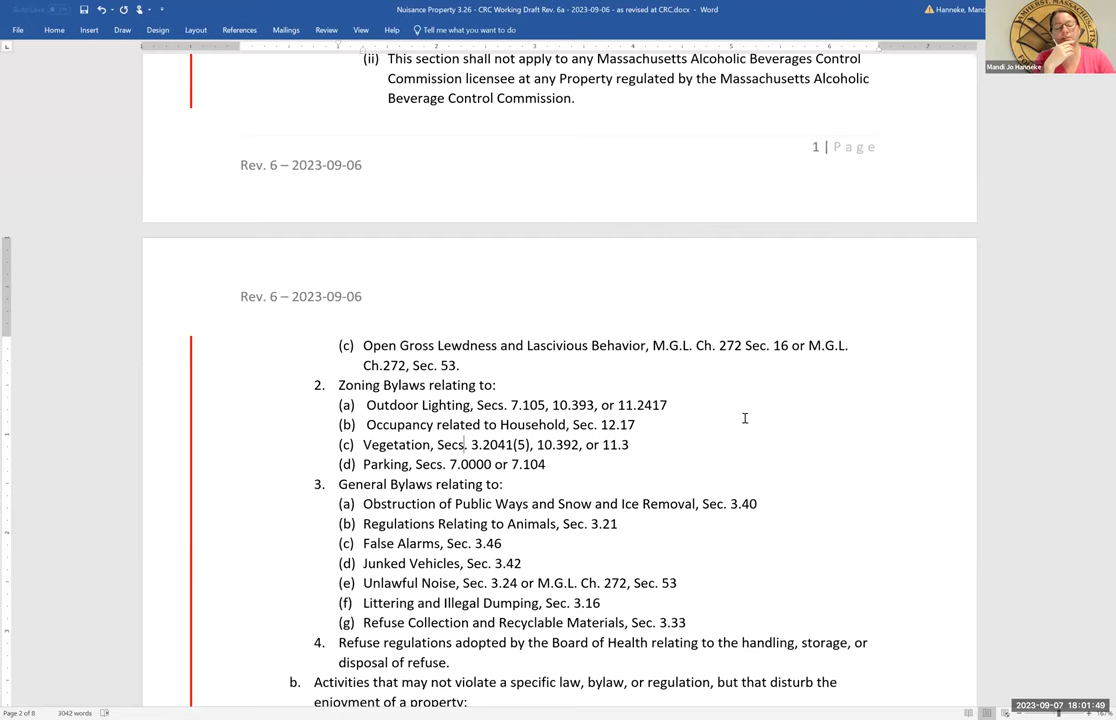 Nuisance Property 3.26 - CRC Working Draft Rev. 6a - 2023-09-06 - as revised at CRC.docx - Word
Hanneke, Mand
File Home Insert Draw Design Layout References Mailings Review View Help Tell me what you want to do
AMHERST, MASSACHUSETTS
Mandi Jo Hanneke
(ii) This section shall not apply to any Massachusetts Alcoholic Beverages Control
Commission licensee at any Property regulated by the Massachusetts Alcoholic
Beverage Control Commission.
1 | Page
Rev. 6 – 2023-09-06
Rev. 6 – 2023-09-06
(c) Open Gross Lewdness and Lascivious Behavior, M.G.L. Ch. 272 Sec. 16 or M.G.L.
Ch.272, Sec. 53.
2. Zoning Bylaws relating to:
(a) Outdoor Lighting, Secs. 7.105, 10.393, or 11.2417
(b) Occupancy related to Household, Sec. 12.17
(c) Vegetation, Secs. 3.2041(5), 10.392, or 11.3
(d) Parking, Secs. 7.0000 or 7.104
3. General Bylaws relating to:
(a) Obstruction of Public Ways and Snow and Ice Removal, Sec. 3.40
(b) Regulations Relating to Animals, Sec. 3.21
(c) False Alarms, Sec. 3.46
(d) Junked Vehicles, Sec. 3.42
(e) Unlawful Noise, Sec. 3.24 or M.G.L. Ch. 272, Sec. 53
(f) Littering and Illegal Dumping, Sec. 3.16
(g) Refuse Collection and Recyclable Materials, Sec. 3.33
4. Refuse regulations adopted by the Board of Health relating to the handling, storage, or
disposal of refuse.
b. Activities that may not violate a specific law, bylaw, or regulation, but that disturb the
enjoyment of a property:
2023-09-07 18:01:49
Page 2 of 8 3042 words